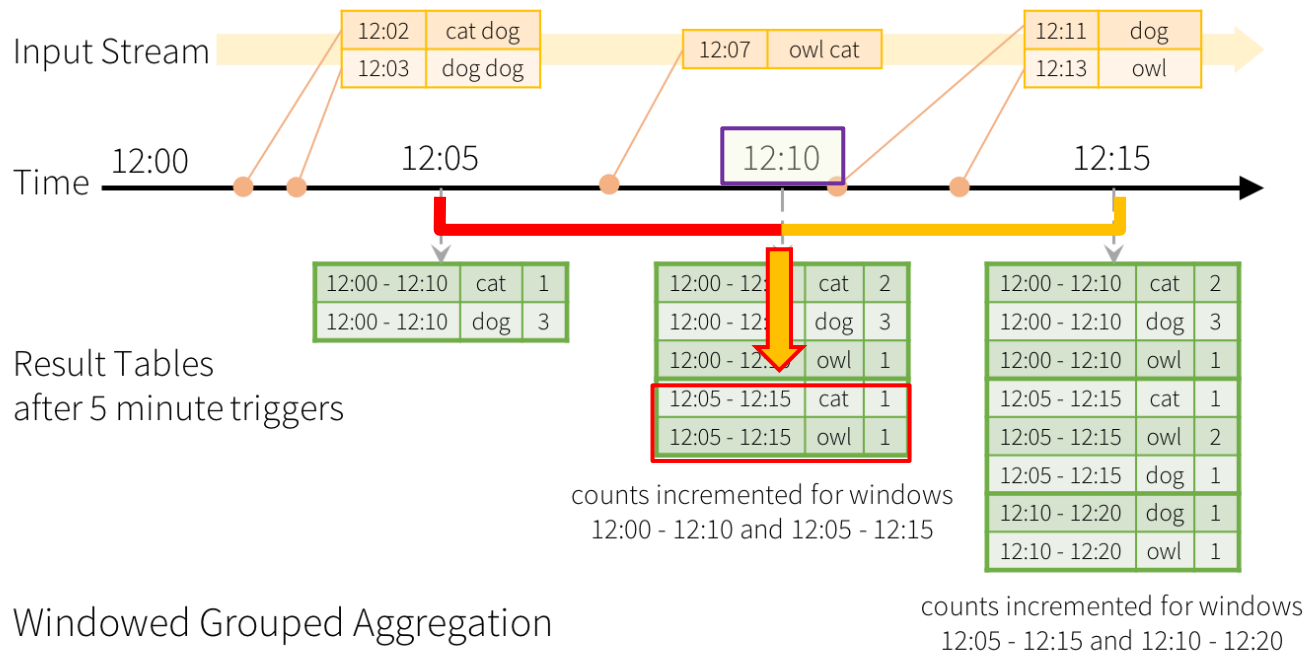 Input Stream
12:02 cat dog
12:03 dog dog
12:07 owl cat
12:11 dog
12:13 owl
Time
12:00
12:05
12:10
12:15
Result Tables
after 5 minute triggers
12:00 - 12:10 cat 1
12:00 - 12:10 dog 3
12:00 - cat 2
12:00 - dog 3
12:00 - owl 1
12:05 - 12:15 cat 1
12:05 - 12:15 owl 1
counts incremented for windows
12:00 - 12:10 and 12:05 - 12:15
12:00 - 12:10 cat 2
12:00 - 12:10 dog 3
12:00 - 12:10 owl 1
12:05 - 12:15 cat 1
12:05 - 12:15 owl 2
12:05 - 12:15 dog 1
12:10 - 12:20 dog 1
12:10 - 12:20 owl 1
counts incremented for windows
12:05 - 12:15 and 12:10 - 12:20
Windowed Grouped Aggregation